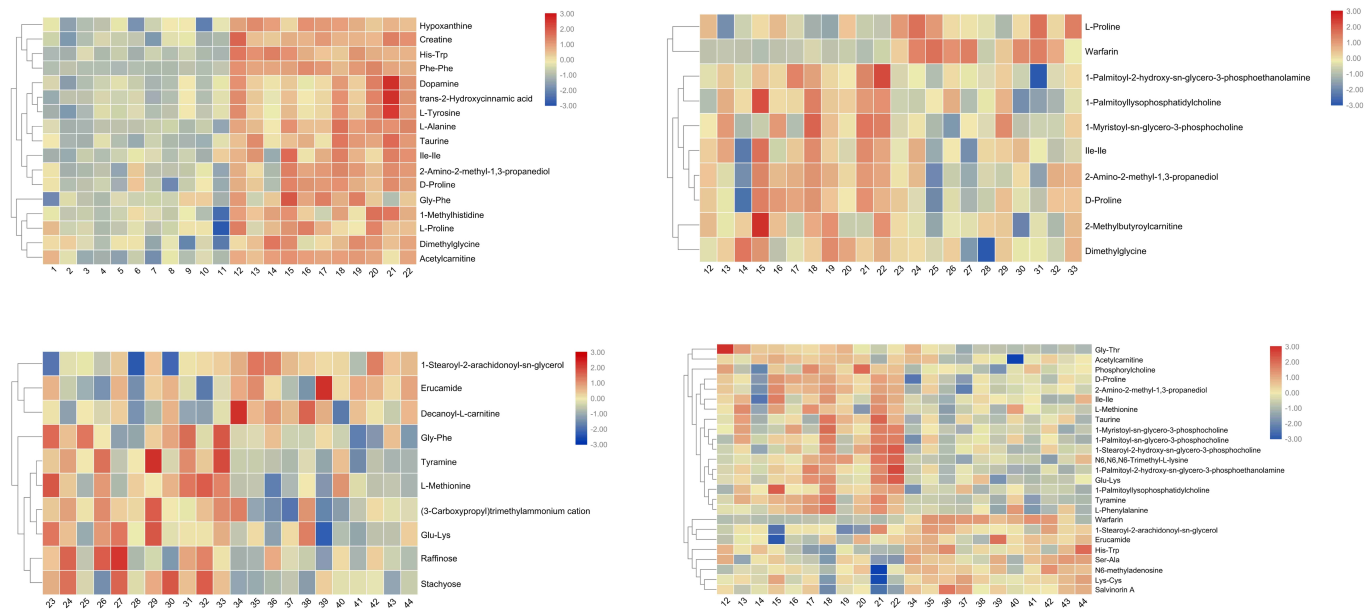 Hypoxanthine
Creatine
His-Trp
Phe-Phe
Dopamine
trans-2-Hydroxycinnamic acid
L-Tyrosine
L-Alanine
Taurine
Ile-Ile
2-Amino-2-methyl-1,3-propanediol
D-Proline
Gly-Phe
1-Methylhistidine
L-Proline
Dimethylglycine
Acetylcarnitine
1 2 3 4 5 6 7 8 9 10 11 12 13 14 15 16 17 18 19 20 21 22
3.00
2.00
1.00
0.00
-1.00
-2.00
-3.00
L-Proline
Warfarin
1-Palmitoyl-2-hydroxy-sn-glycero-3-phosphoethanolamine
1-Palmitoyllysophosphatidylcholine
1-Myristoyl-sn-glycero-3-phosphocholine
Ile-Ile
2-Amino-2-methyl-1,3-propanediol
D-Proline
2-Methylbutyroylcarnitine
Dimethylglycine
12 13 14 15 16 17 18 19 20 21 22 23 24 25 26 27 28 29 30 31 32 33
3.00
2.00
1.00
0.00
-1.00
-2.00
-3.00
1-Stearoyl-2-arachidonoyl-sn-glycerol
Erucamide
Decanoyl-L-carnitine
Gly-Phe
Tyramine
L-Methionine
(3-Carboxypropyl)trimethylammonium cation
Glu-Lys
Raffinose
Stachyose
23 24 25 26 27 28 29 30 31 32 33 34 35 36 37 38 39 40 41 42 43 44
3.00
2.00
1.00
0.00
-1.00
-2.00
-3.00
Gly-Thr
Acetylcarnitine
Phosphorylcholine
D-Proline
2-Amino-2-methyl-1,3-propanediol
Ile-Ile
L-Methionine
Taurine
1-Myristoyl-sn-glycero-3-phosphocholine
1-Palmitoyl-sn-glycero-3-phosphocholine
1-Stearoyl-2-hydroxy-sn-glycero-3-phosphocholine
N6,N6,N6-Trimethyl-L-lysine
1-Palmitoyl-2-hydroxy-sn-glycero-3-phosphoethanolamine
Glu-Lys
1-Palmitoyllysophosphatidylcholine
Tyramine
L-Phenylalanine
Warfarin
1-Stearoyl-2-arachidonoyl-sn-glycerol
Erucamide
His-Trp
Ser-Ala
N6-methyladenosine
Lys-Cys
Salvinorin A
12 13 14 15 16 17 18 19 20 21 22 34 35 36 37 38 39 40 41 42 43 44
3.00
2.00
1.00
0.00
-1.00
-2.00
-3.00